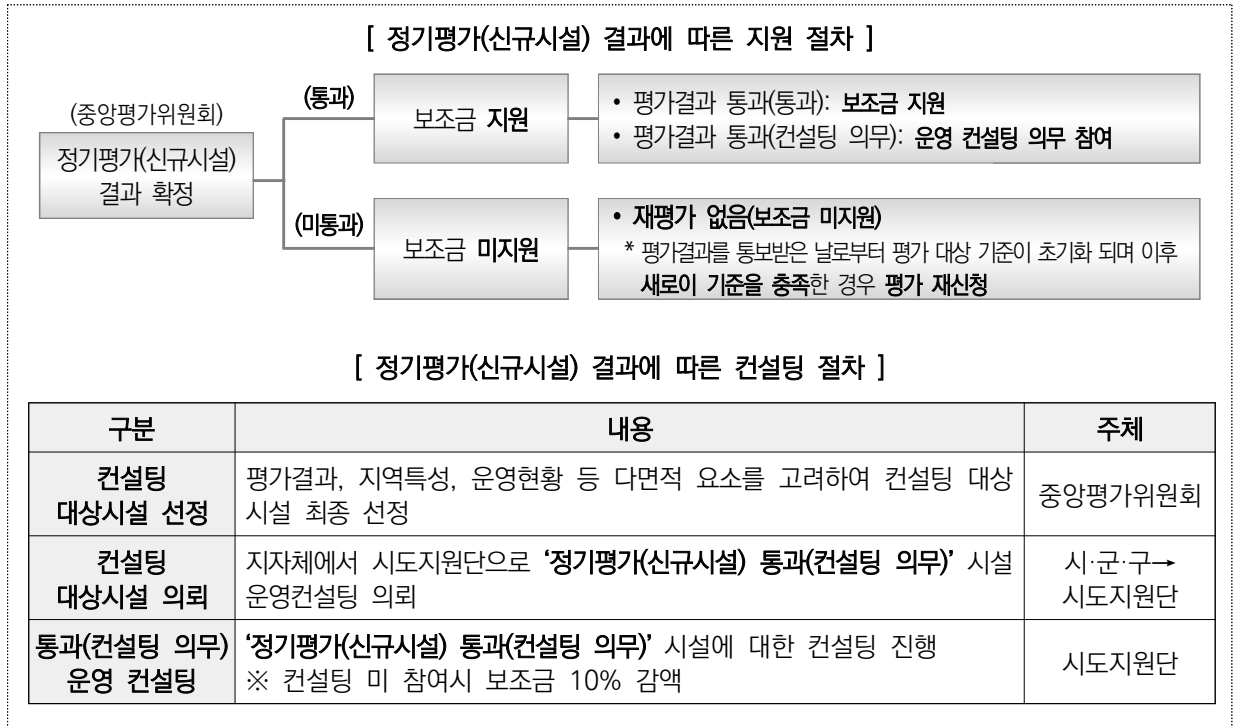 [ 정기평가(신규시설) 결과에 따른 지원 절차 ]
(중앙평가위원회)
정기평가(신규시설)
결과 확정
(통과)
보조금 지원
• 평가결과 통과(통과): 보조금 지원
• 평가결과 통과(컨설팅 의무): 운영 컨설팅 의무 참여
(미통과)
보조금 미지원
• 재평가 없음(보조금 미지원)
* 평가결과를 통보받은 날로부터 평가 대상 기준이 초기화 되며 이후
새로이 기준을 충족한 경우 평가 재신청
[ 정기평가(신규시설) 결과에 따른 컨설팅 절차 ]
구분 내용 주체
컨설팅
대상시설 선정
평가결과, 지역특성, 운영현황 등 다면적 요소를 고려하여 컨설팅 대상
시설 최종 선정
중앙평가위원회
컨설팅
대상시설 의뢰
지자체에서 시도지원단으로 ‘정기평가(신규시설) 통과(컨설팅 의무)’ 시설
운영컨설팅 의뢰
시·군·구→
시도지원단
통과(컨설팅 의무)
운영 컨설팅
‘정기평가(신규시설) 통과(컨설팅 의무)’ 시설에 대한 컨설팅 진행
※ 컨설팅 미 참여시 보조금 10% 감액
시도지원단